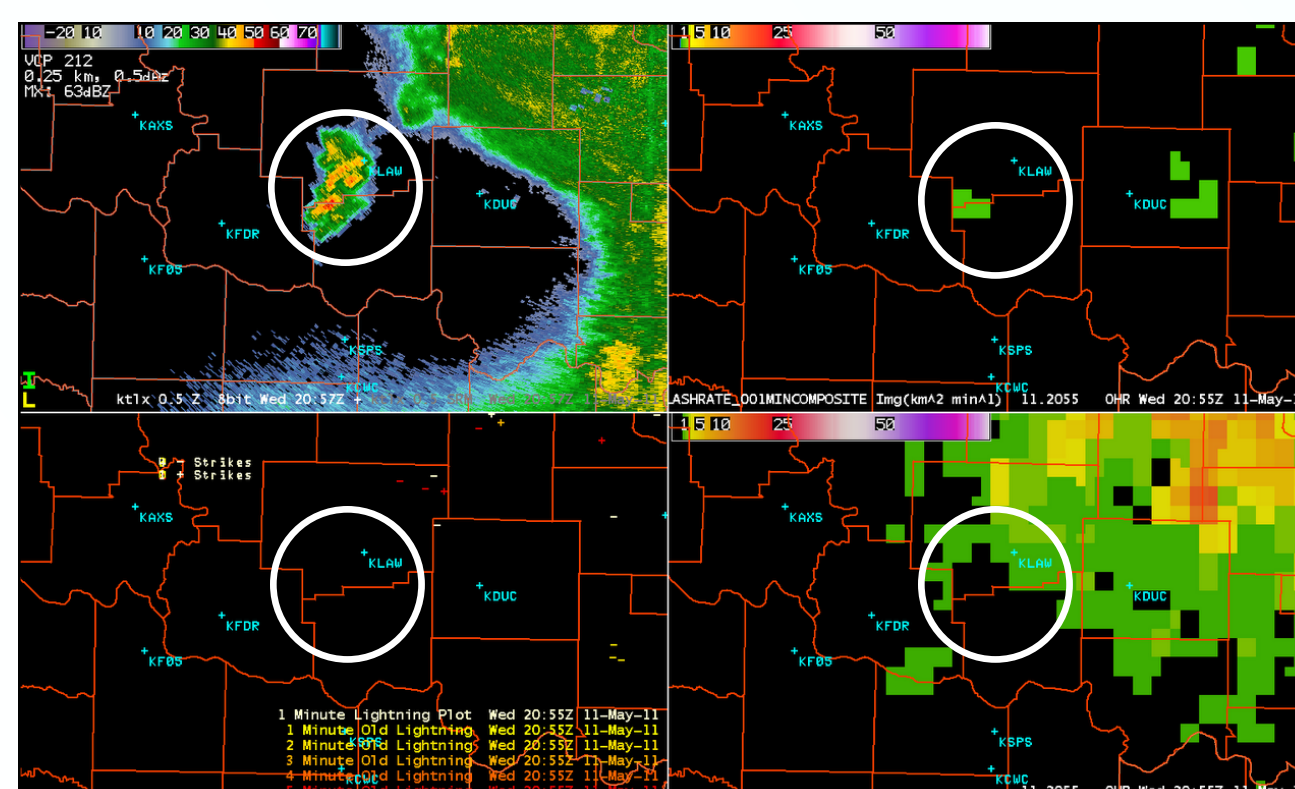 -20 10 10 20 30 40 50 60 70
VCP 212
0.25 km, 0.5dBz
MX: 63dBZ
KAXS
KLAW
KDUC
KFDR
KF05
KSPS
KCWC
I
L
ktlx 0.5 Z 8bit Wed 20:57Z +
1 5 10 25 50
KAXS
KLAW
KDUC
KFDR
KF05
KSPS
KCWC
ASHRATE_001MINCOMPOSITE Img(km^2 min^1) 11.2055 0HR Wed 20:55Z 11-May-
0 - Strikes
0 + Strikes
KAXS
KLAW
KDUC
KFDR
KF05
1 Minute Lightning Plot Wed 20:55Z 11-May-11
1 Minute Old Lightning Wed 20:55Z 11-May-11
2 Minute Old Lightning Wed 20:55Z 11-May-11
KSPS
3 Minute Old Lightning Wed 20:55Z 11-May-11
4 Minute Old Lightning Wed 20:55Z 11-May-11
KCWC
1 5 10 25 50
KAXS
KLAW
KDUC
KFDR
KF05
KSPS
KCWC